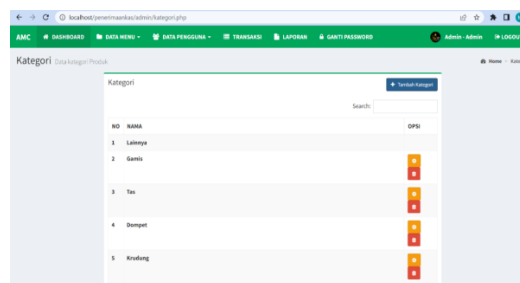 localhost/penerimaankas/admin/kategori.php
AMC DASHBOARD DATA MENU DATA PENGGUNA TRANSAKSI LAPORAN GANTI PASSWORD Admin - Admin LOGOU
Kategori Data kategori Produk Home > Kate
Kategori
+ Tambah Kategori
Search:
NO NAMA OPSI
1 Lainnya
2 Gamis
3 Tas
4 Dompet
5 Krudung